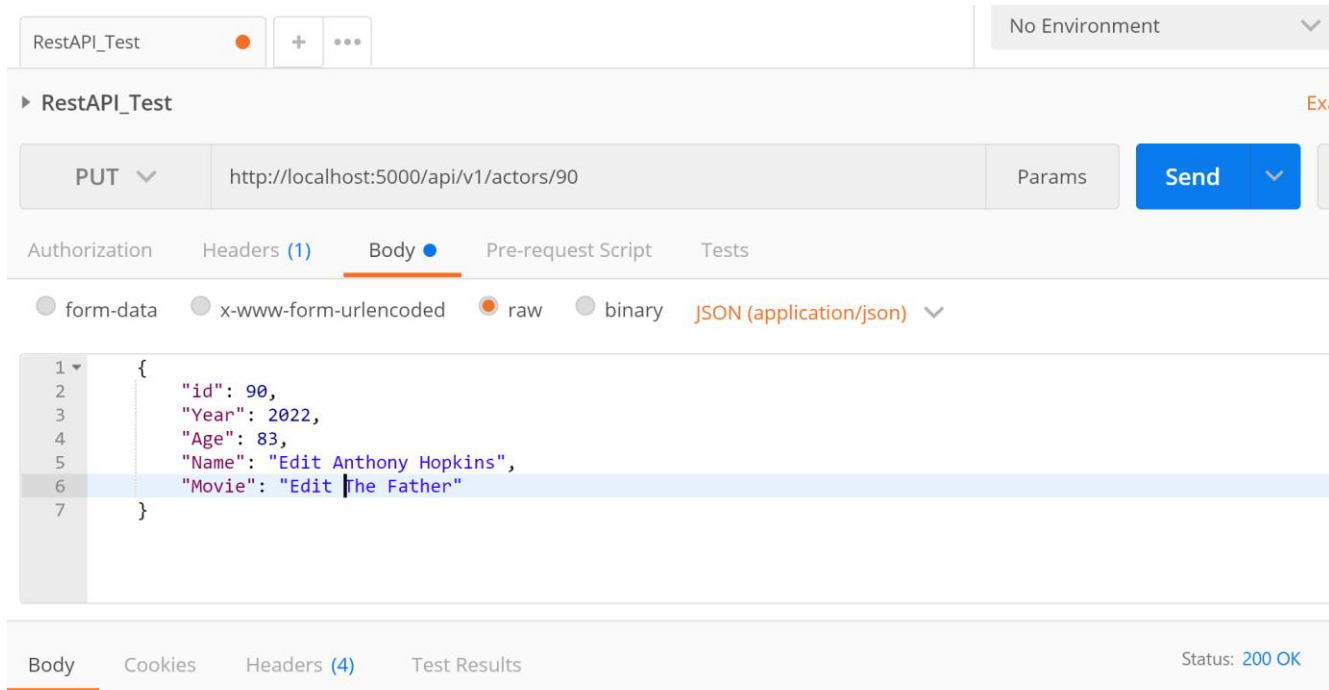 RestAPI_Test
No Environment
RestAPI_Test
PUT http://localhost:5000/api/v1/actors/90 Params Send
Authorization Headers (1) Body Pre-request Script Tests
form-data x-www-form-urlencoded raw binary JSON (application/json)
1 {
2 "id": 90,
3 "Year": 2022,
4 "Age": 83,
5 "Name": "Edit Anthony Hopkins",
6 "Movie": "Edit The Father"
7 }
Body Cookies Headers (4) Test Results Status: 200 OK